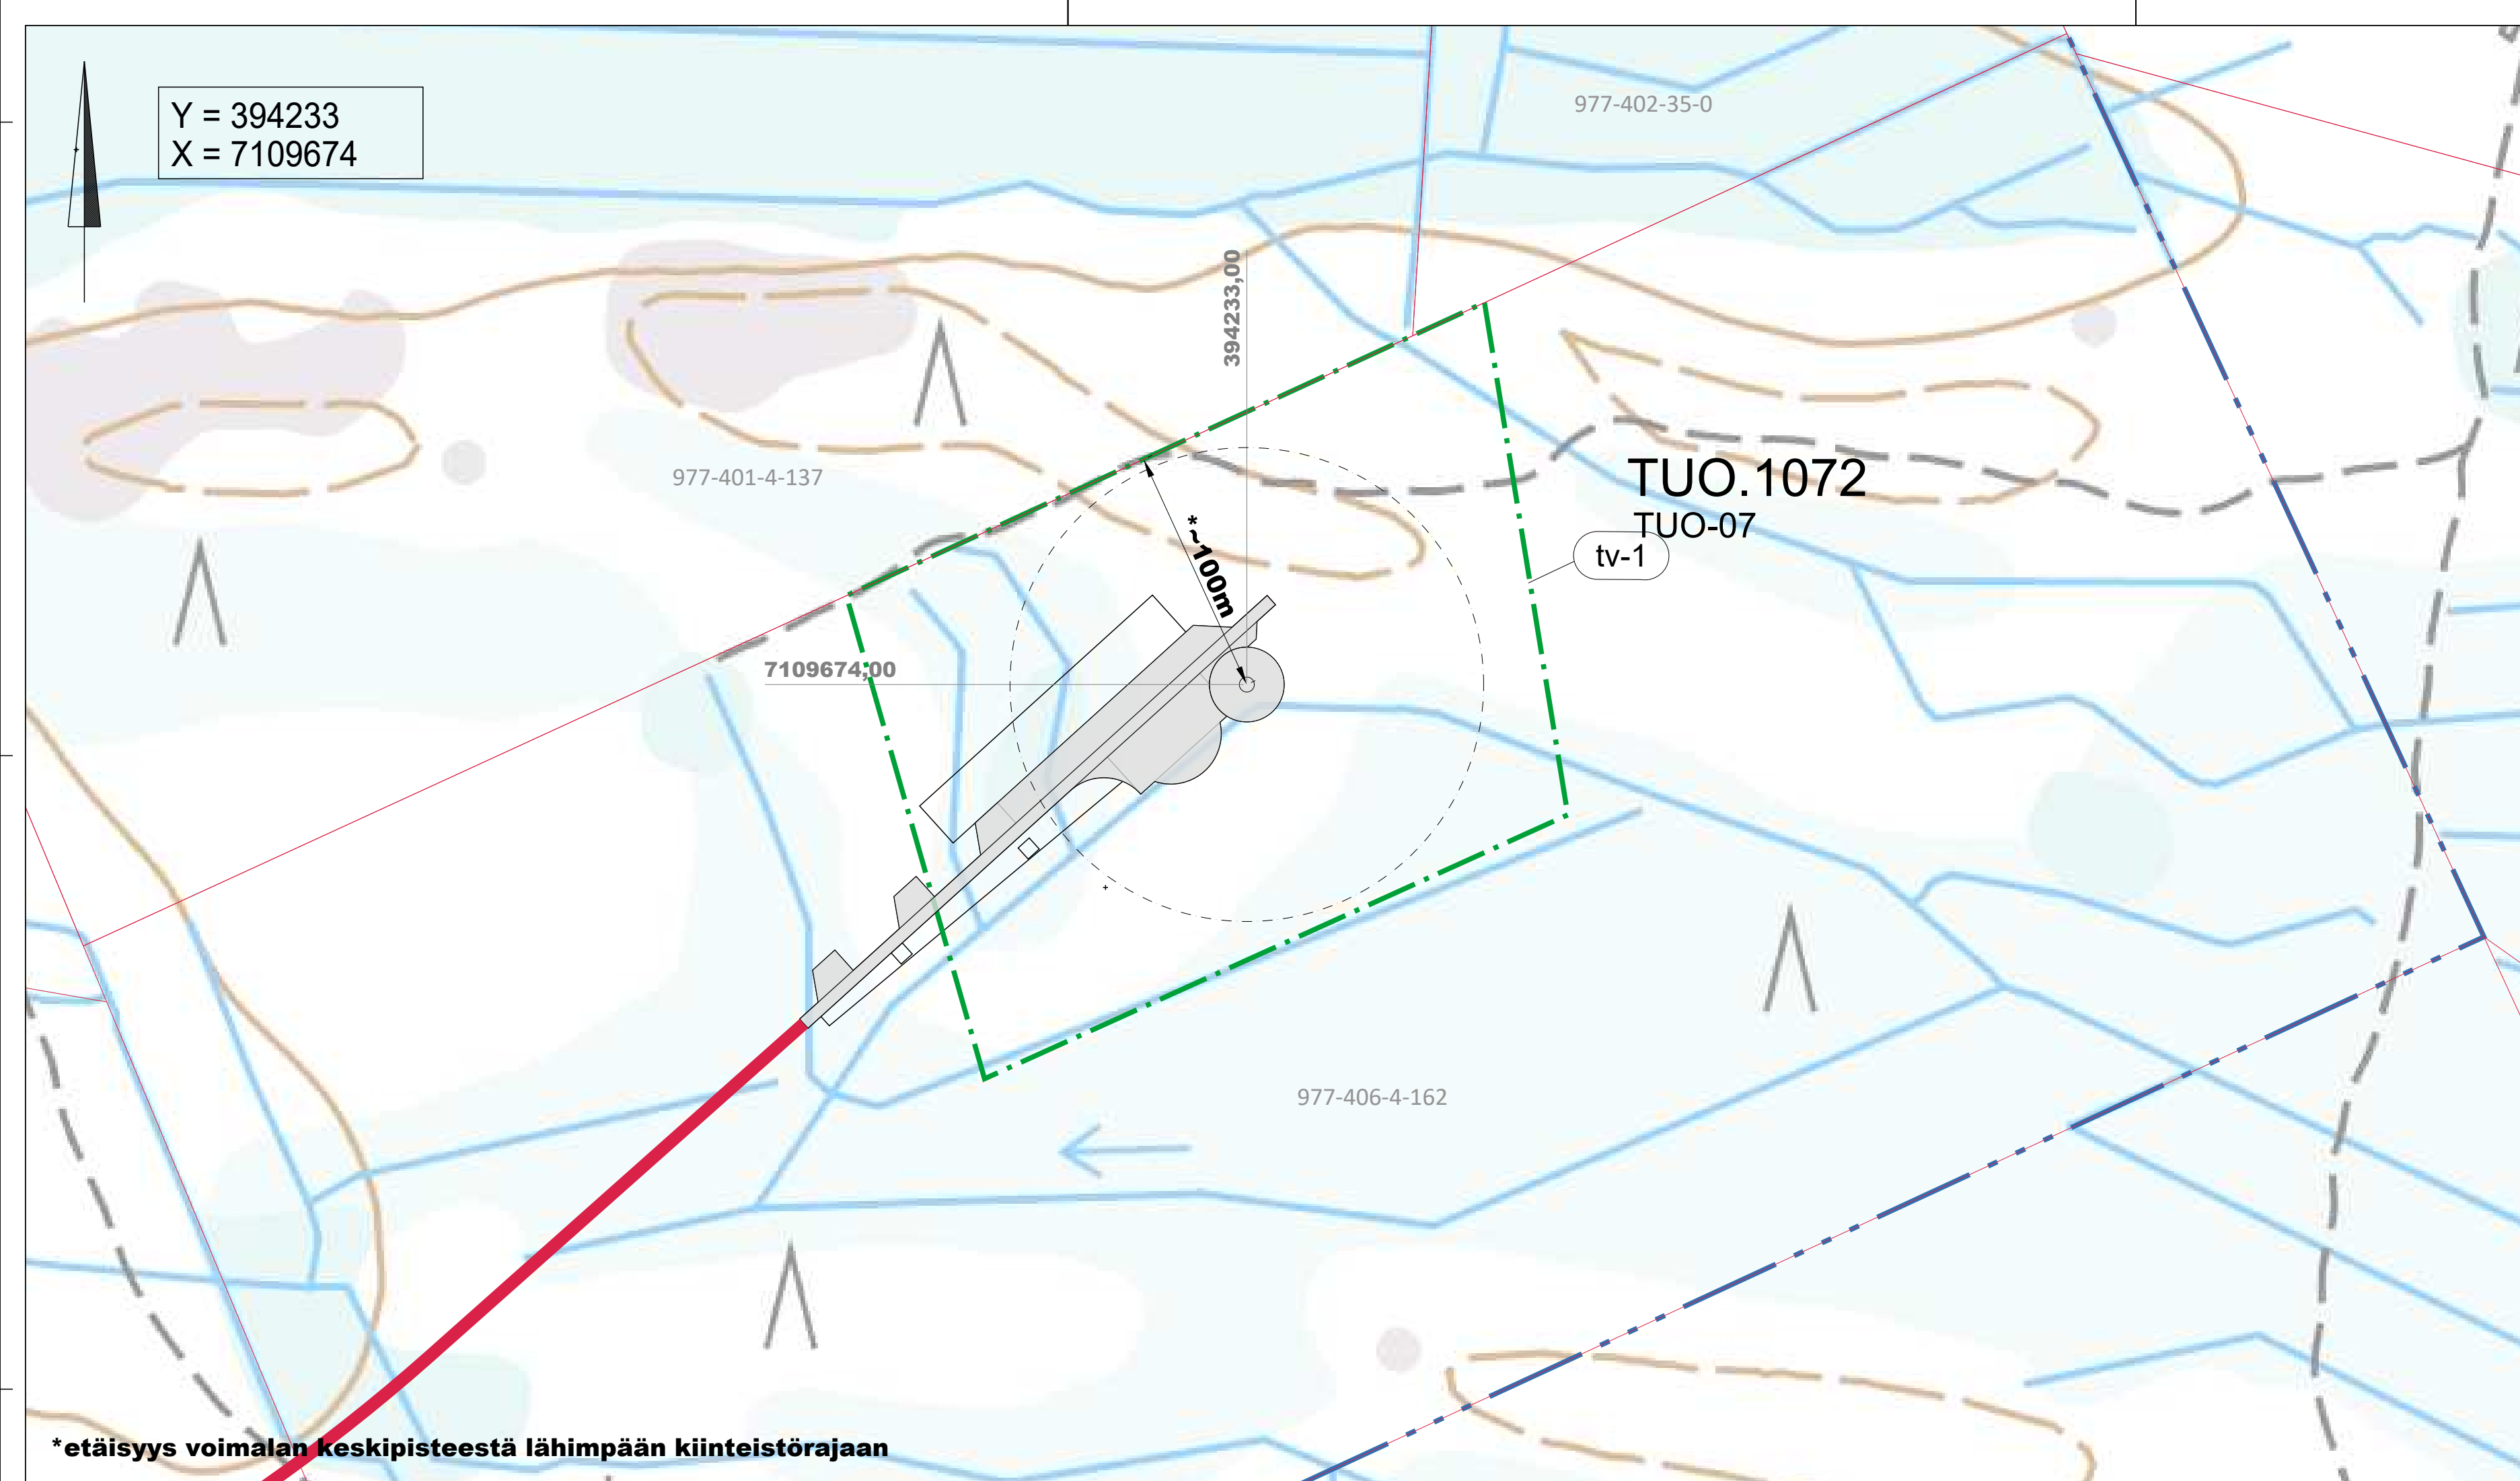 Y = 394233
X = 7109674
977-402-35-0
394233,00
977-401-4-137
TUO.1072
TUO-07
tv-1
*~100m
7109674,00
977-406-4-162
*etäisyys voimalan keskipisteestä lähimpään kiinteistörajaan